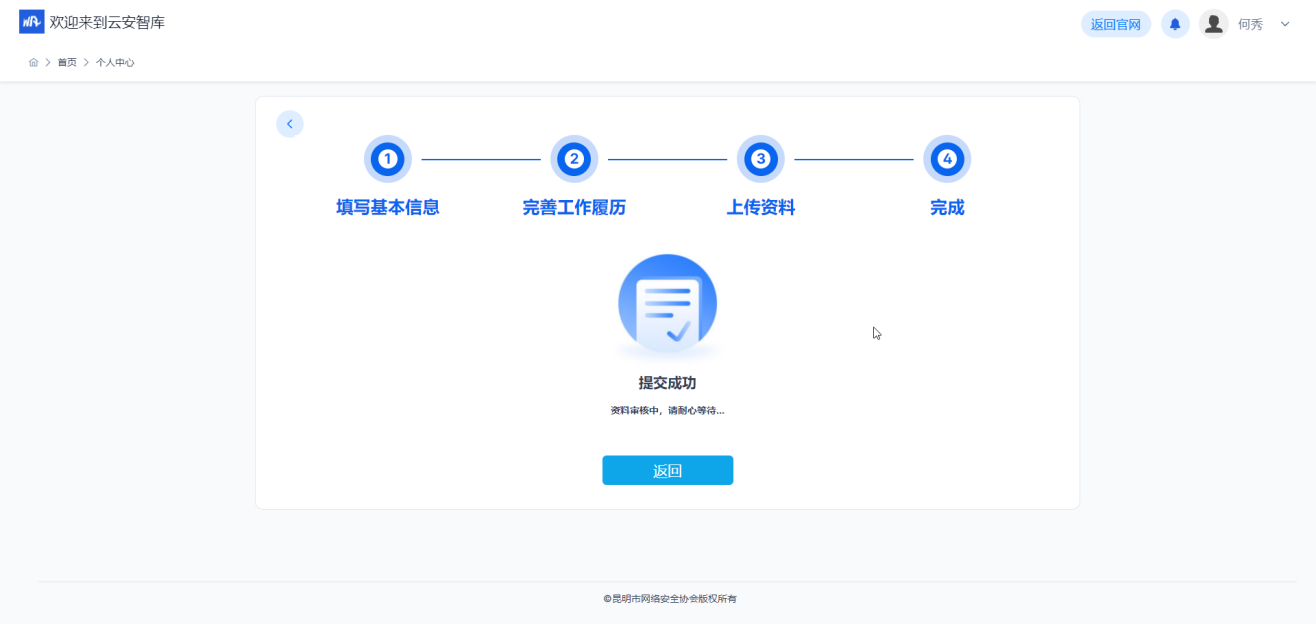 欢迎来到云安智库
返回官网
何秀
首页
个人中心
1
2
3
4
填写基本信息
完善工作履历
上传资料
完成
提交成功
资料审核中，请耐心等待...
返回
©昆明市网络安全协会版权所有